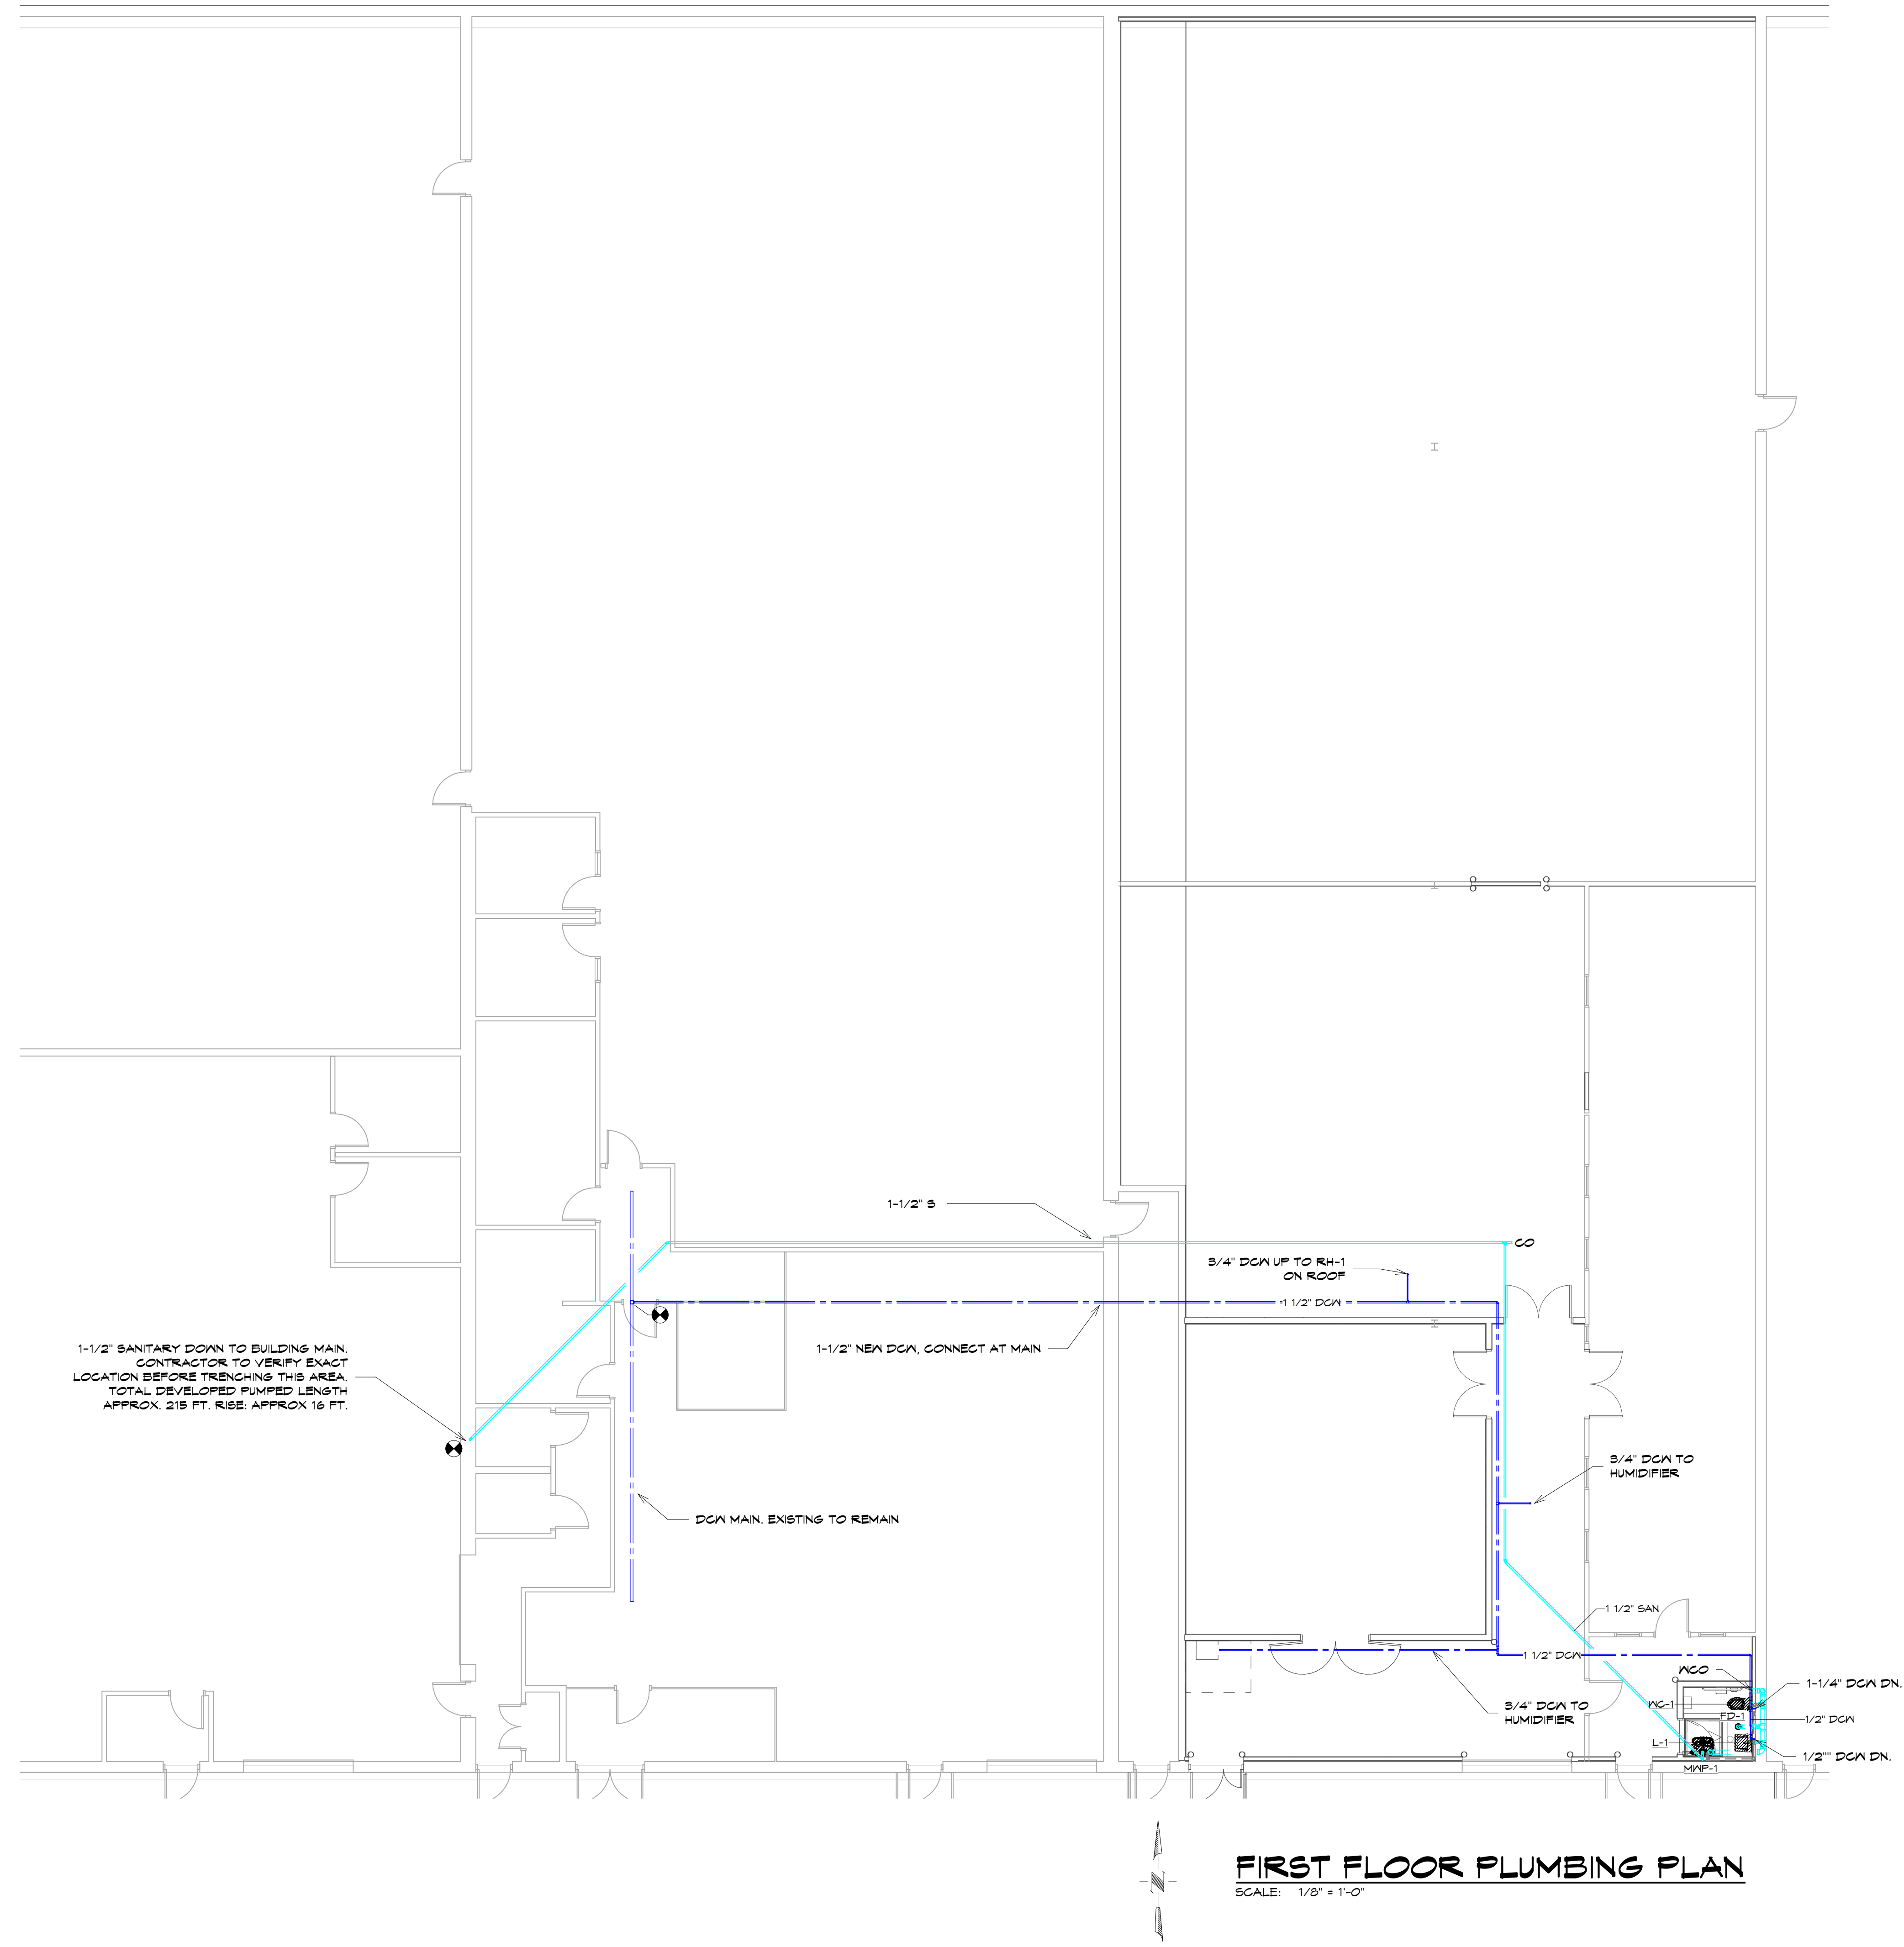 1-1/2" S
CO
3/4" DCW UP TO RH-1
ON ROOF
1 1/2" DCW
1-1/2" NEW DCW, CONNECT AT MAIN
1-1/2" SANITARY DOWN TO BUILDING MAIN.
CONTRACTOR TO VERIFY EXACT
LOCATION BEFORE TRENCHING THIS AREA.
TOTAL DEVELOPED PUMPED LENGTH
APPROX. 215 FT. RISE: APPROX 16 FT.
3/4" DCW TO
HUMIDIFIER
DCW MAIN. EXISTING TO REMAIN
1 1/2" SAN
1 1/2" DCW
WCO
1-1/4" DCW DN.
WC-1
3/4" DCW TO
HUMIDIFIER
FD-1
1/2" DCW
L-1
1/2"" DCW DN.
MWP-1
N
FIRST FLOOR PLUMBING PLAN
SCALE: 1/8" = 1'-0"